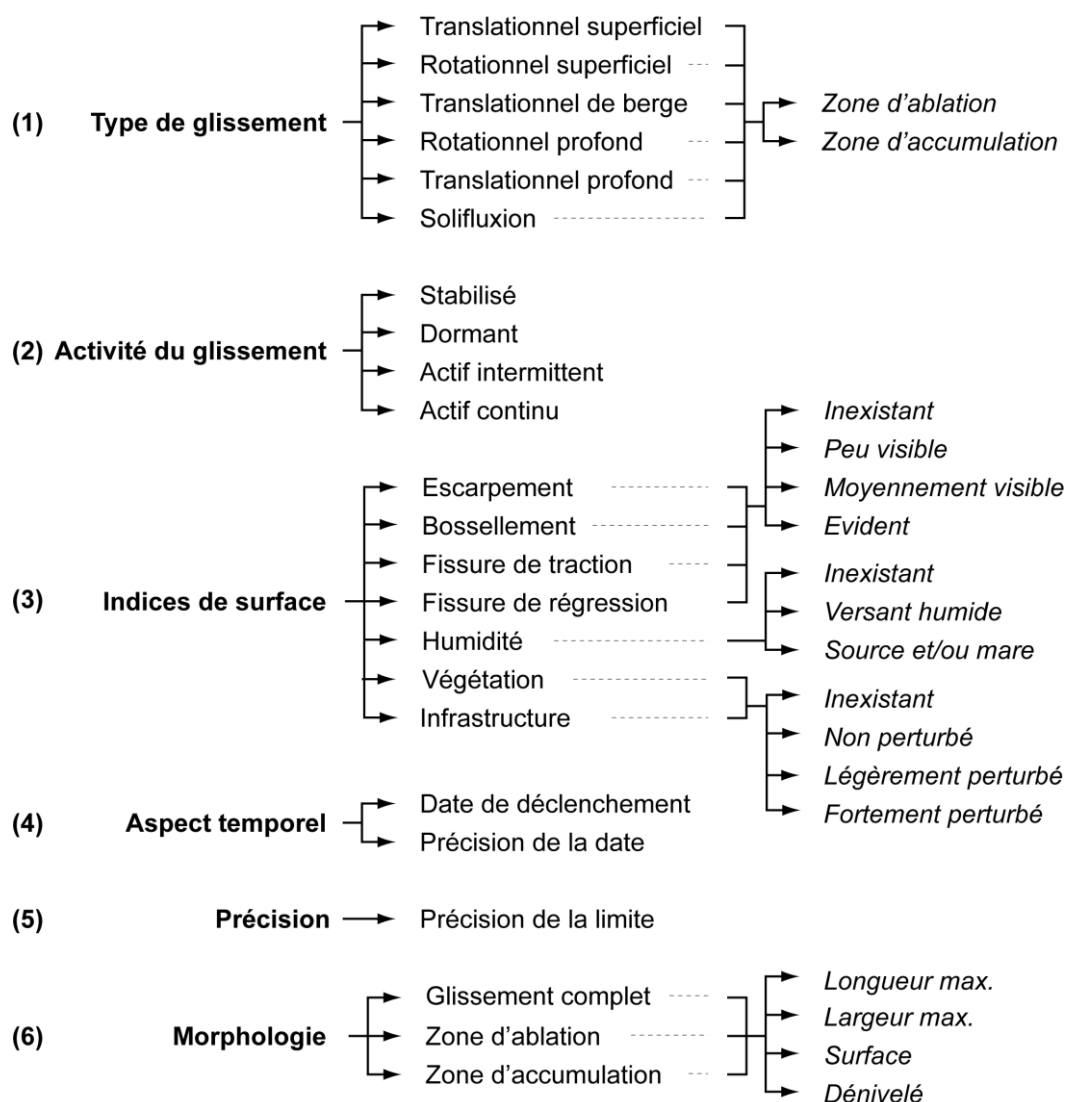 (1) Type de glissement
Translationnel superficiel
Rotationnel superficiel
Translationnel de berge
Rotationnel profond
Translationnel profond
Solifluxion
Zone d'ablation
Zone d'accumulation
(2) Activité du glissement
Stabilisé
Dormant
Actif intermittent
Actif continu
(3) Indices de surface
Escarpement
Bossellement
Fissure de traction
Fissure de régression
Humidité
Végétation
Infrastructure
Inexistant
Peu visible
Moyennement visible
Evident
Inexistant
Versant humide
Source et/ou mare
Inexistant
Non perturbé
Légèrement perturbé
Fortement perturbé
(4) Aspect temporel
Date de déclenchement
Précision de la date
(5) Précision
Précision de la limite
(6) Morphologie
Glissement complet
Zone d'ablation
Zone d'accumulation
Longueur max.
Largeur max.
Surface
Dénivelé